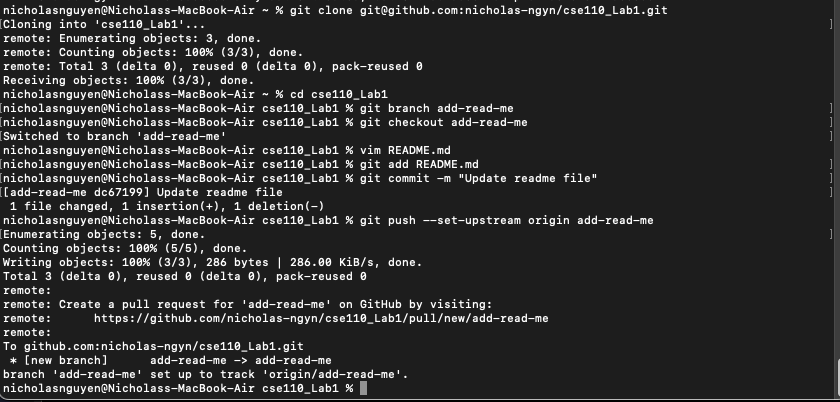 nicholasnguyen@Nicholass-MacBook-Air ~ % git clone git@github.com:nicholas-ngyn/cse110_Lab1.git
[Cloning into 'cse110_Lab1'... ]
remote: Enumerating objects: 3, done.
remote: Counting objects: 100% (3/3), done.
remote: Total 3 (delta 0), reused 0 (delta 0), pack-reused 0
Receiving objects: 100% (3/3), done.
nicholasnguyen@Nicholass-MacBook-Air ~ % cd cse110_Lab1
[nicholasnguyen@Nicholass-MacBook-Air cse110_Lab1 % git branch add-read-me ]
[nicholasnguyen@Nicholass-MacBook-Air cse110_Lab1 % git checkout add-read-me ]
[Switched to branch 'add-read-me' ]
nicholasnguyen@Nicholass-MacBook-Air cse110_Lab1 % vim README.md
[nicholasnguyen@Nicholass-MacBook-Air cse110_Lab1 % git add README.md ]
[nicholasnguyen@Nicholass-MacBook-Air cse110_Lab1 % git commit -m "Update readme file" ]
[[add-read-me dc67199] Update readme file ]
1 file changed, 1 insertion(+), 1 deletion(-)
nicholasnguyen@Nicholass-MacBook-Air cse110_Lab1 % git push --set-upstream origin add-read-me
[Enumerating objects: 5, done. ]
Counting objects: 100% (5/5), done.
Writing objects: 100% (3/3), 286 bytes | 286.00 KiB/s, done.
Total 3 (delta 0), reused 0 (delta 0), pack-reused 0
remote:
remote: Create a pull request for 'add-read-me' on GitHub by visiting:
remote:      https://github.com/nicholas-ngyn/cse110_Lab1/pull/new/add-read-me
remote:
To github.com:nicholas-ngyn/cse110_Lab1.git
* [new branch]      add-read-me -> add-read-me
branch 'add-read-me' set up to track 'origin/add-read-me'.
nicholasnguyen@Nicholass-MacBook-Air cse110_Lab1 %